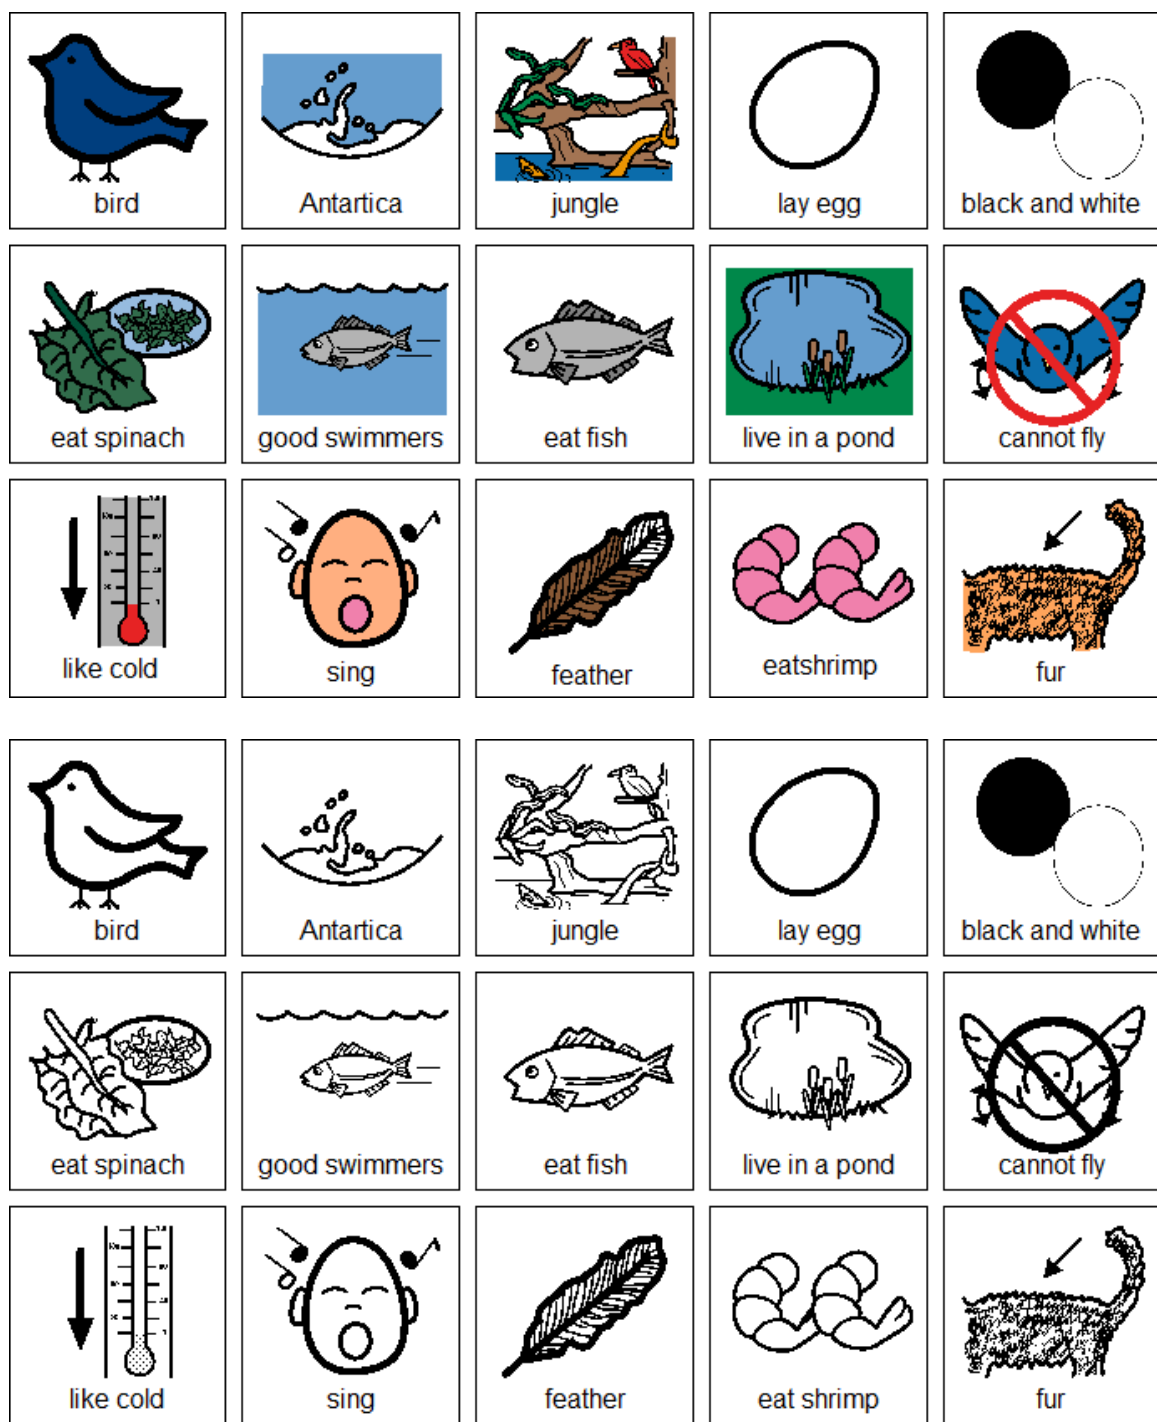 bird
Antartica
jungle
lay egg
black and white
eat spinach
good swimmers
eat fish
live in a pond
cannot fly
like cold
sing
feather
eatshrimp
fur
bird
Antartica
jungle
lay egg
black and white
eat spinach
good swimmers
eat fish
live in a pond
cannot fly
like cold
sing
feather
eat shrimp
fur